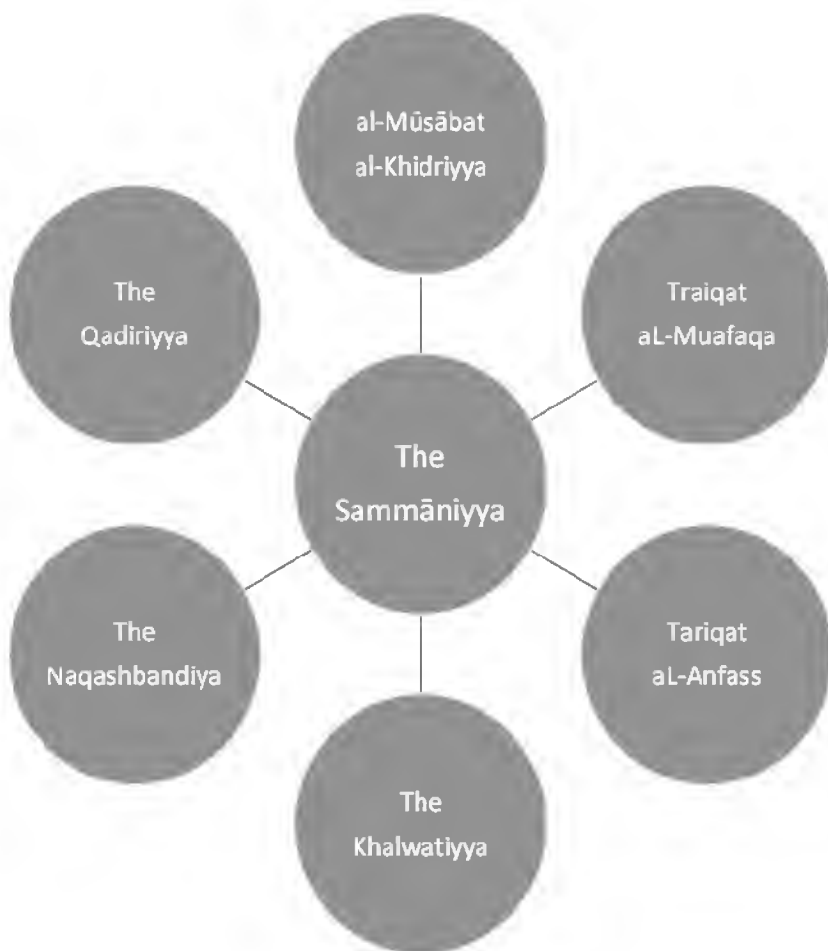 al-Mūsābat
al-Khidriyya
The
Qadiriyya
Traiqat
aL-Muafaqa
The
Sammāniyya
The
Naqashbandiya
Tariqat
aL-Anfass
The
Khalwatiyya